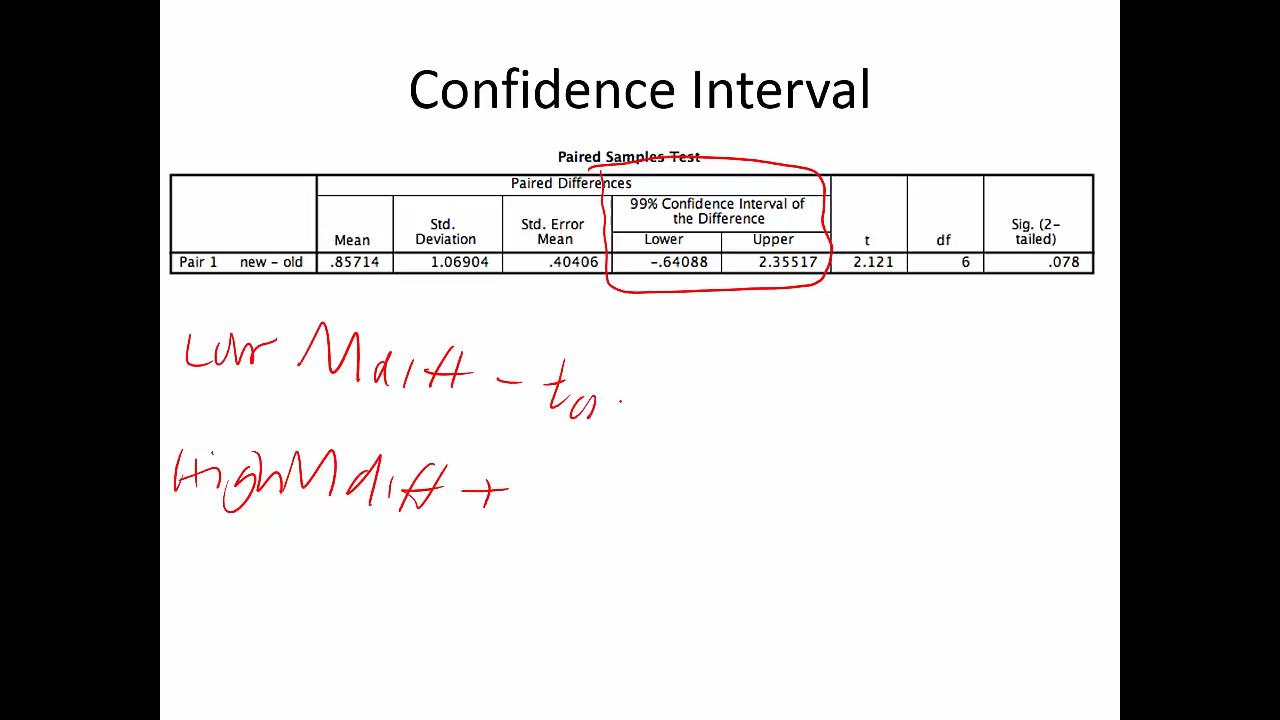 Confidence Interval
Paired Samples Test
Paired Differences
99% Confidence Interval of the Difference
Mean Std. Deviation Std. Error Mean Lower Upper t df Sig. (2-tailed)
Pair 1 new - old .85714 1.06904 .40406 -.64088 2.35517 2.121 6 .078
Low Mdiff -
High Mdiff +